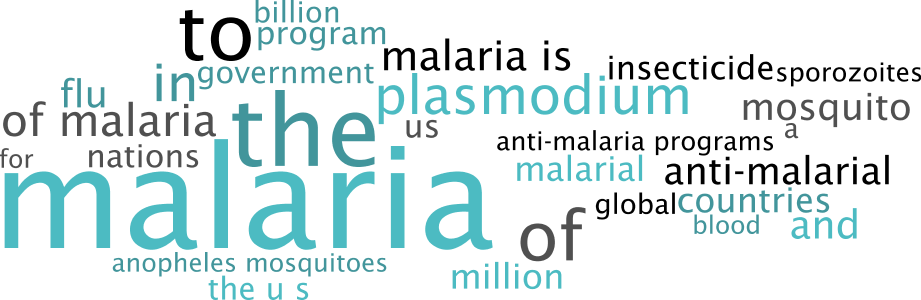 billion
to
program
malaria is
insecticide
sporozoites
in
government
flu
plasmodium
mosquito
of malaria
the
us
a
anti-malaria programs
for
nations
malarial
anti-malarial
malaria
global
countries
of
blood
and
anopheles mosquitoes
million
the u s